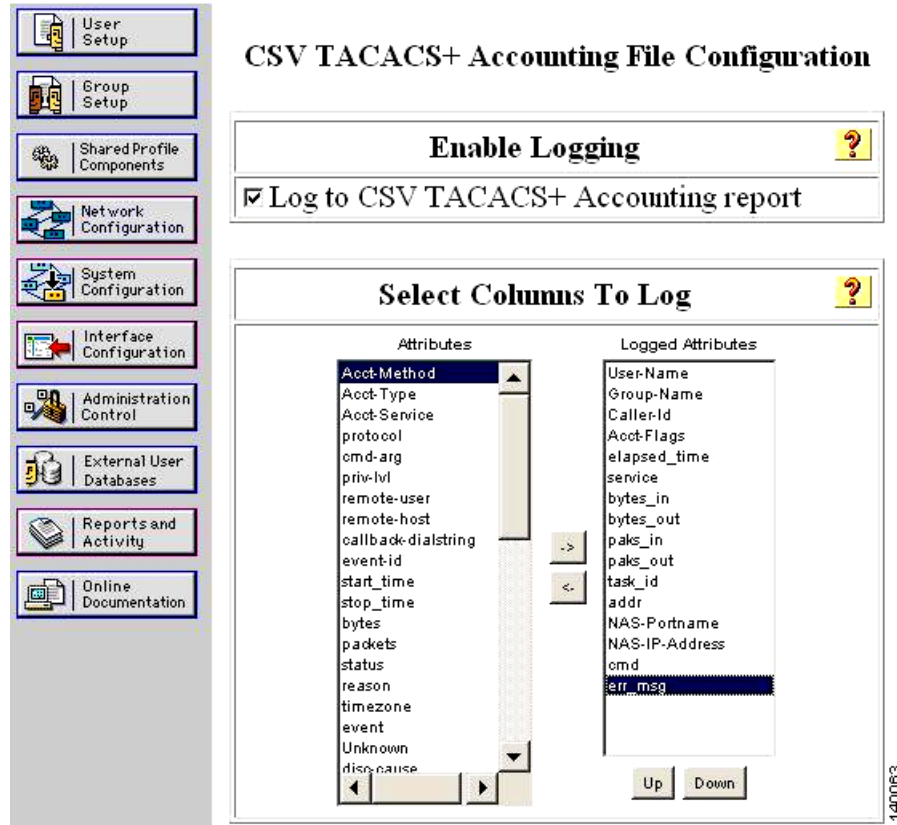 User
Setup
Group
Setup
Shared Profile
Components
Network
Configuration
System
Configuration
Interface
Configuration
Administration
Control
External User
Databases
Reports and
Activity
Online
Documentation
CSV TACACS+ Accounting File Configuration
Enable Logging
?
Log to CSV TACACS+ Accounting report
Select Columns To Log
?
Attributes
Acct-Method
Acct-Type
Acct-Service
protocol
cmd-arg
priv-lvl
remote-user
remote-host
callback-dialstring
event-id
start_time
stop_time
bytes
packets
status
reason
timezone
event
Unknown
disc-cause
->
<-
Logged Attributes
User-Name
Group-Name
Caller-Id
Acct-Flags
elapsed_time
service
bytes_in
bytes_out
paks_in
paks_out
task_id
addr
NAS-Portname
NAS-IP-Address
cmd
err_msg
Up
Down
140063